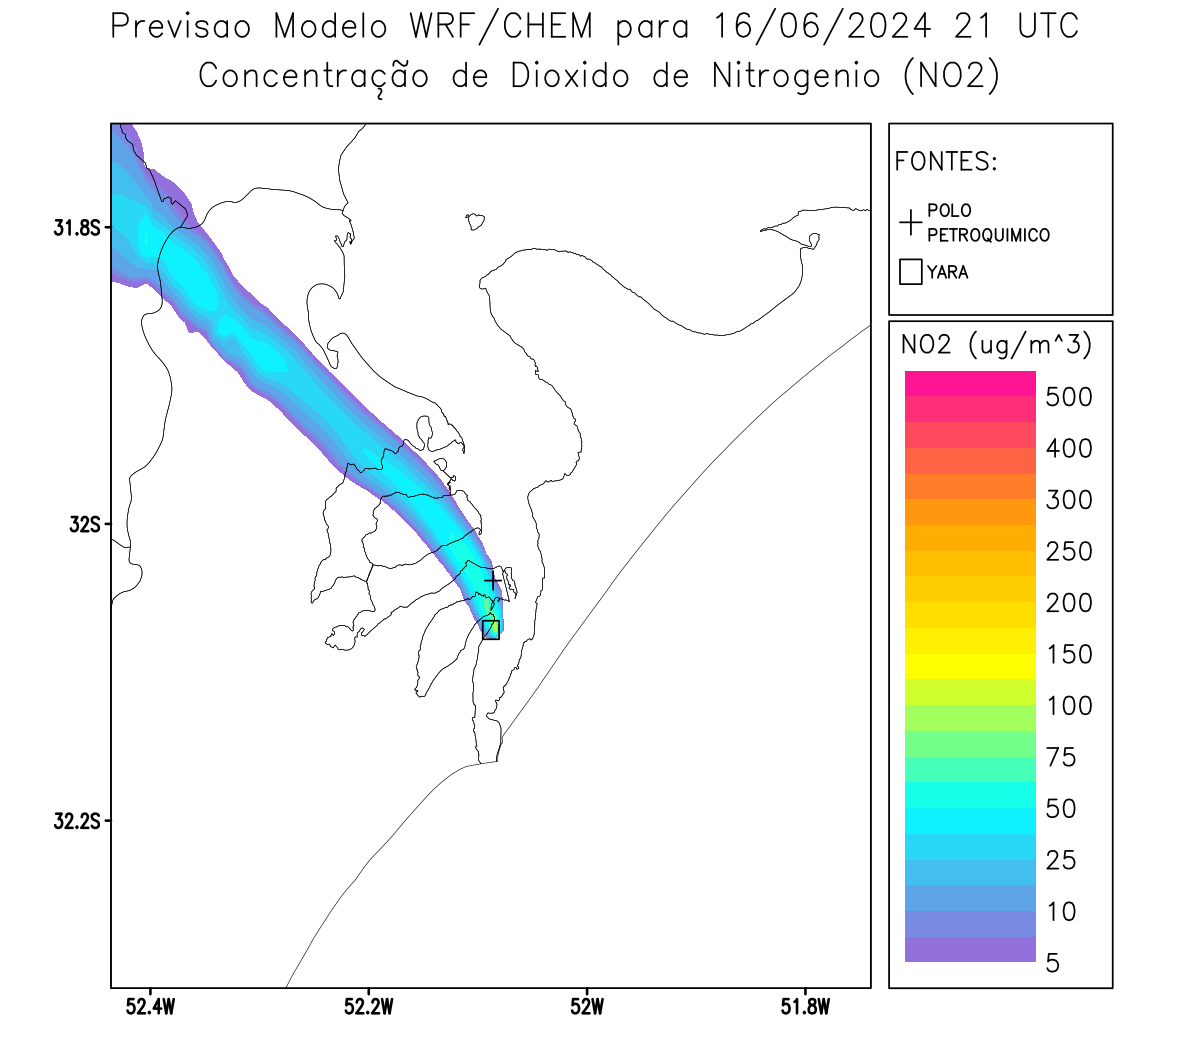 Previsao Modelo WRF/CHEM para 16/06/2024 21 UTC
Concentração de Dioxido de Nitrogenio (NO2)
FONTES:
POLO
PETROQUIMICO
YARA
NO2 (ug/m^3)
500
400
300
250
200
150
100
75
50
25
10
5
31.8S
32S
32.2S
52.4W
52.2W
52W
51.8W